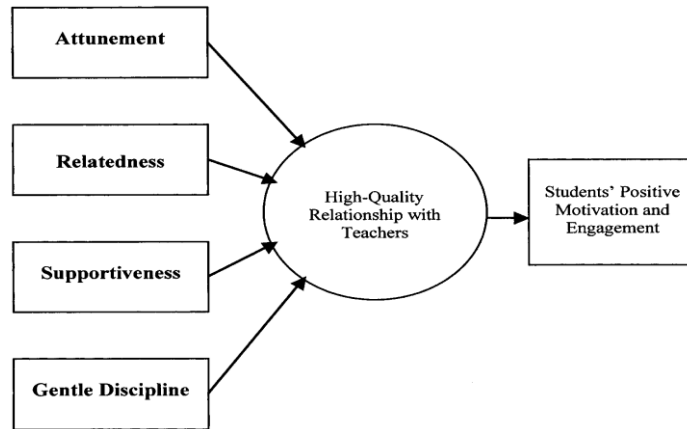 Attunement
Relatedness
Supportiveness
Gentle Discipline
High-Quality
Relationship with
Teachers
Students' Positive
Motivation and
Engagement